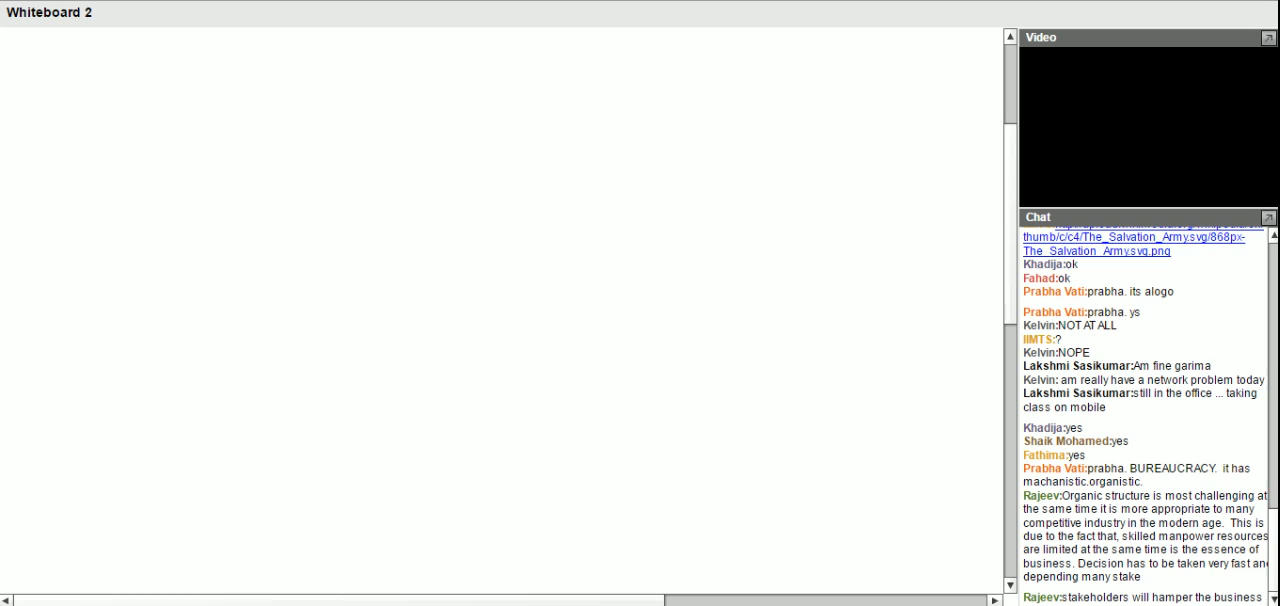 Whiteboard 2
Video
Chat
thumb/c/c4/The_Salvation_Army.svg/868px-
The_Salvation_Army.svg.png
Khadija:ok
Fahad:ok
Prabha Vati:prabha. its alogo
Prabha Vati:prabha. ys
Kelvin:NOT AT ALL
IIMTS:?
Kelvin:NOPE
Lakshmi Sasikumar:Am fine garima
Kelvin: am really have a network problem today
Lakshmi Sasikumar:still in the office ... taking
class on mobile
Khadija:yes
Shaik Mohamed:yes
Fathima:yes
Prabha Vati:prabha. BUREAUCRACY.  it has
machanistic.organistic.
Rajeev:Organic structure is most challenging at
the same time it is more appropriate to many
competitive industry in the modern age.  This is
due to the fact that, skilled manpower resources
are limited at the same time is the essence of
business. Decision has to be taken very fast an
depending many stake
Rajeev:stakeholders will hamper the business